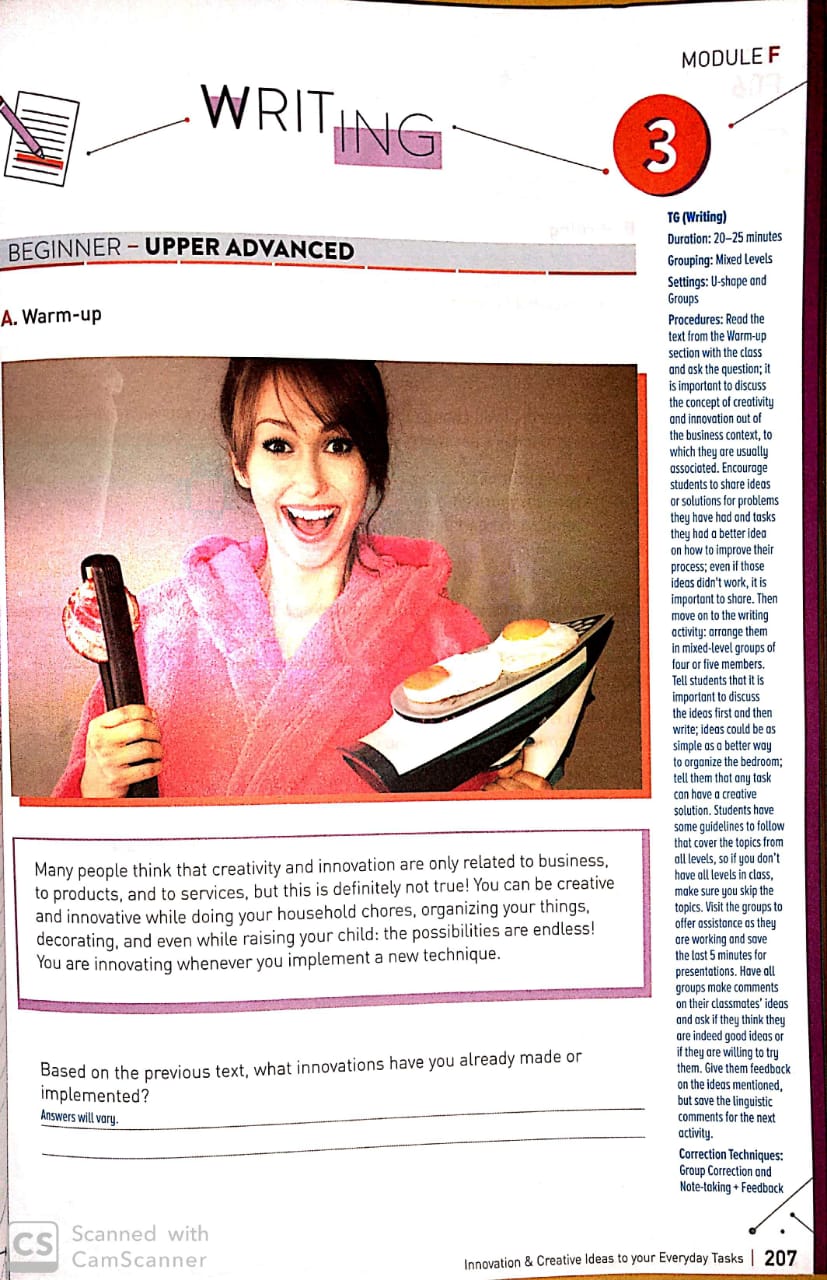 MODULE F
WRITING
3
BEGINNER – UPPER ADVANCED
A. Warm-up
Many people think that creativity and innovation are only related to business,
to products, and to services, but this is definitely not true! You can be creative
and innovative while doing your household chores, organizing your things,
decorating, and even while raising your child: the possibilities are endless!
You are innovating whenever you implement a new technique.
Based on the previous text, what innovations have you already made or
implemented?
Answers will vary.
TG (Writing)
Duration: 20–25 minutes
Grouping: Mixed Levels
Settings: U-shape and
Groups
Procedures: Read the
text from the Warm-up
section with the class
and ask the question; it
is important to discuss
the concept of creativity
and innovation out of
the business context, to
which they are usually
associated. Encourage
students to share ideas
or solutions for problems
they have had and tasks
they had a better idea
on how to improve their
process; even if those
ideas didn't work, it is
important to share. Then
move on to the writing
activity: arrange them
in mixed-level groups of
four or five members.
Tell students that it is
important to discuss
the ideas first and then
write; ideas could be as
simple as a better way
to organize the bedroom;
tell them that any task
can have a creative
solution. Students have
some guidelines to follow
that cover the topics from
all levels, so if you don't
have all levels in class,
make sure you skip the
topics. Visit the groups to
offer assistance as they
are working and save
the last 5 minutes for
presentations. Have all
groups make comments
on their classmates' ideas
and ask if they think they
are indeed good ideas or
if they are willing to try
them. Give them feedback
on the ideas mentioned,
but save the linguistic
comments for the next
activity.
Correction Techniques:
Group Correction and
Note-taking + Feedback
CS Scanned with
CamScanner
Innovation & Creative Ideas to your Everyday Tasks | 207